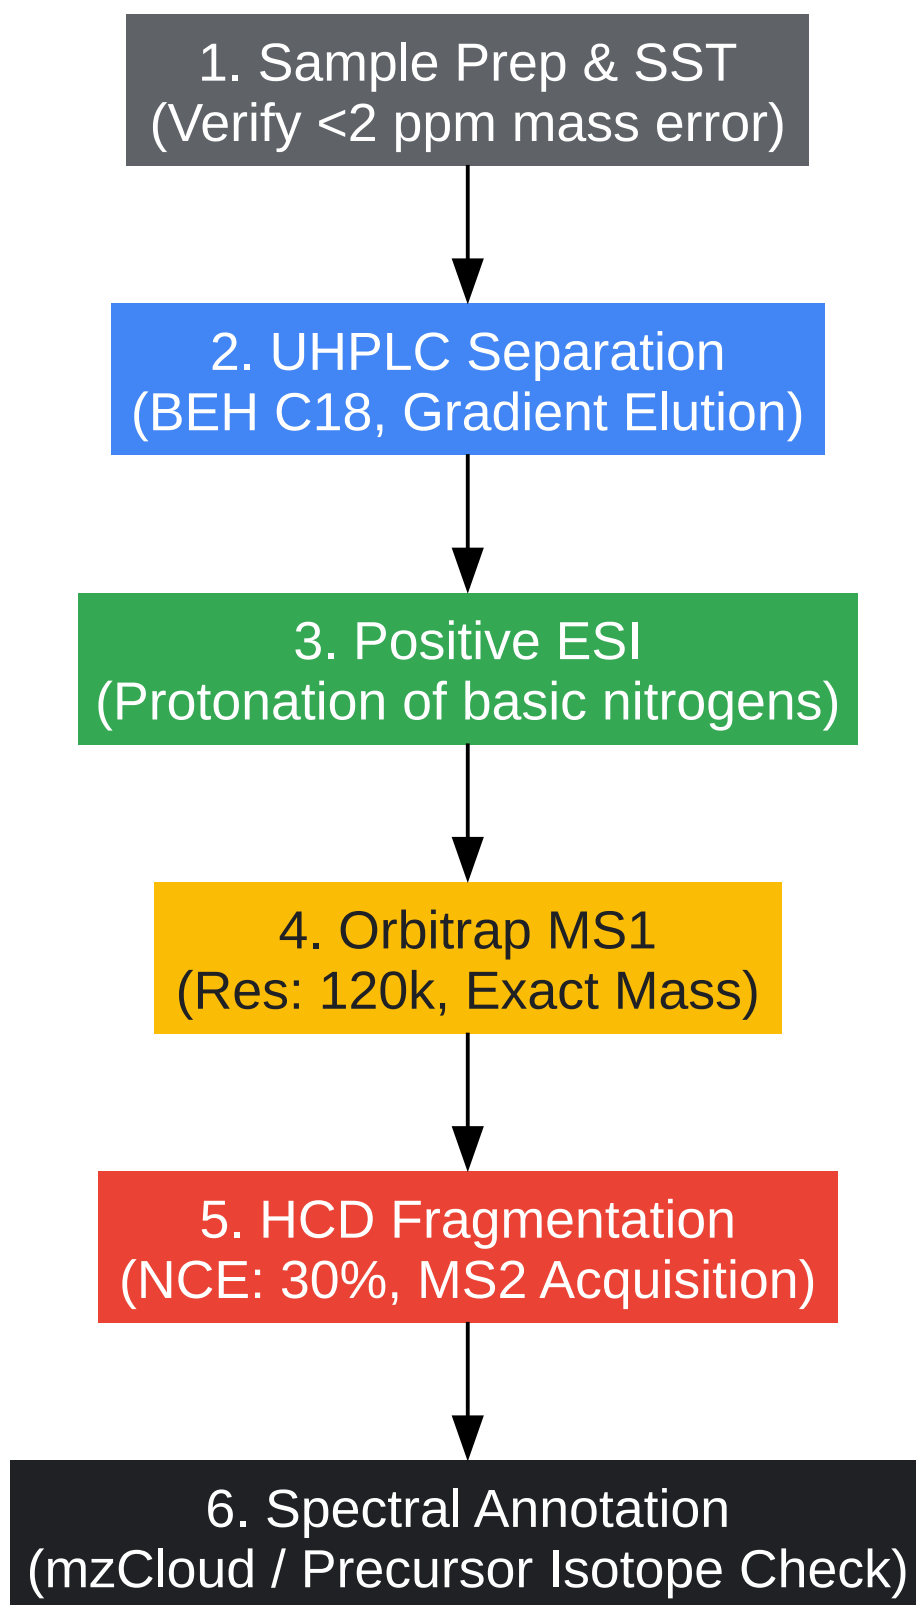 1. Sample Prep & SST
(Verify <2 ppm mass error)
2. UHPLC Separation
(BEH C18, Gradient Elution)
3. Positive ESI
(Protonation of basic nitrogens)
4. Orbitrap MS1
(Res: 120k, Exact Mass)
5. HCD Fragmentation
(NCE: 30%, MS2 Acquisition)
6. Spectral Annotation
(mzCloud / Precursor Isotope Check)